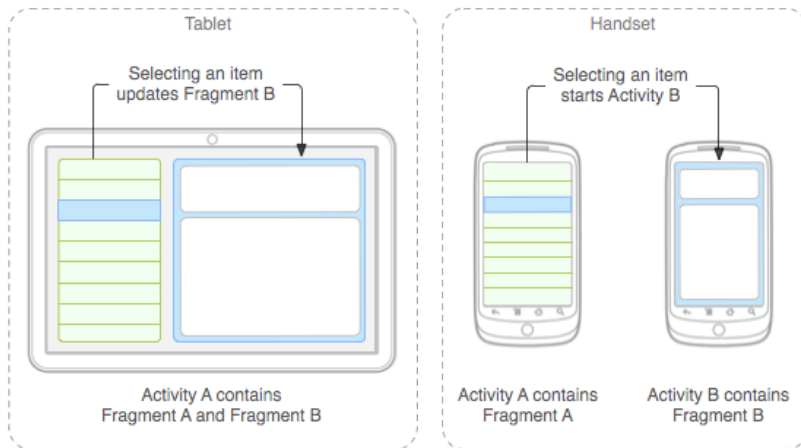 Tablet
Selecting an item
updates Fragment B
Activity A contains
Fragment A and Fragment B
Handset
Selecting an item
starts Activity B
Activity A contains
Fragment A
Activity B contains
Fragment B